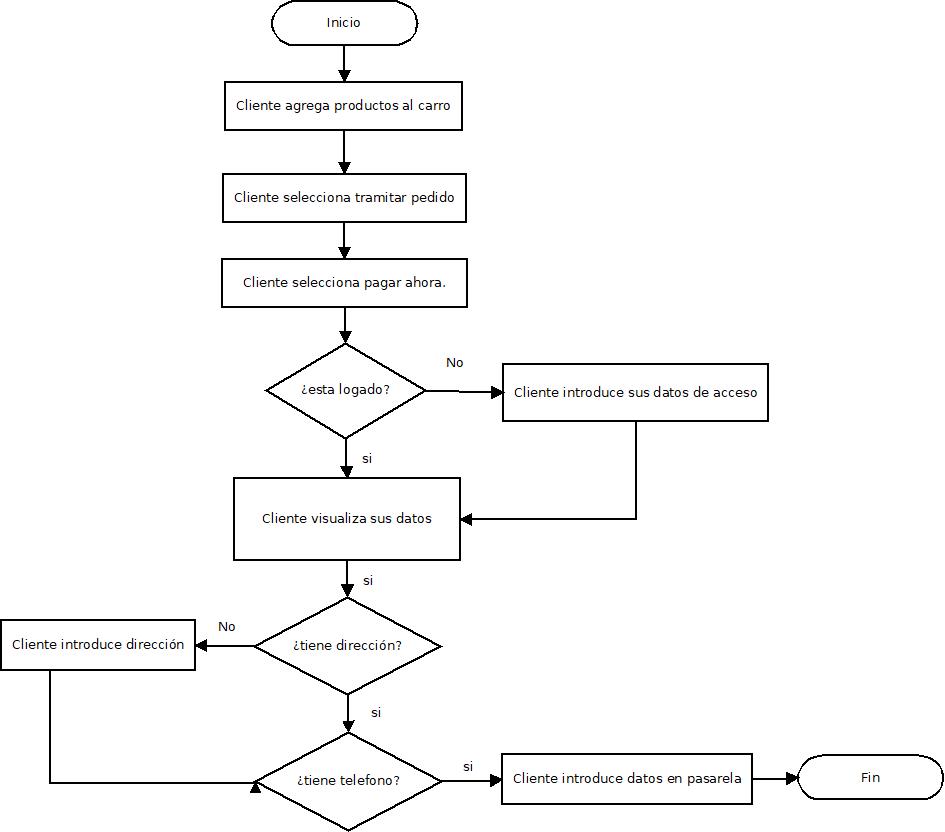 Inicio
Cliente agrega productos al carro
Cliente selecciona tramitar pedido
Cliente selecciona pagar ahora.
¿esta logado?
No
Cliente introduce sus datos de acceso
si
Cliente visualiza sus datos
si
¿tiene dirección?
No
Cliente introduce dirección
si
¿tiene telefono?
si
Cliente introduce datos en pasarela
Fin